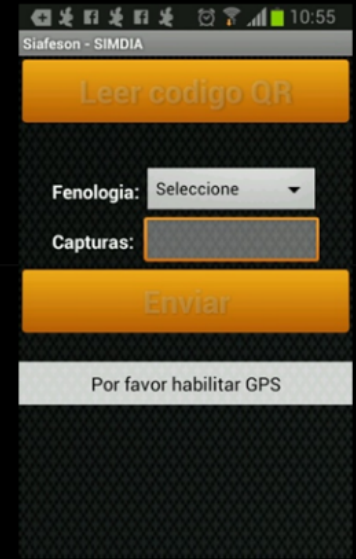 10:55
Siafeson - SIMDIA
Leer codigo QR
Fenologia: Seleccione
Capturas:
Enviar
Por favor habilitar GPS